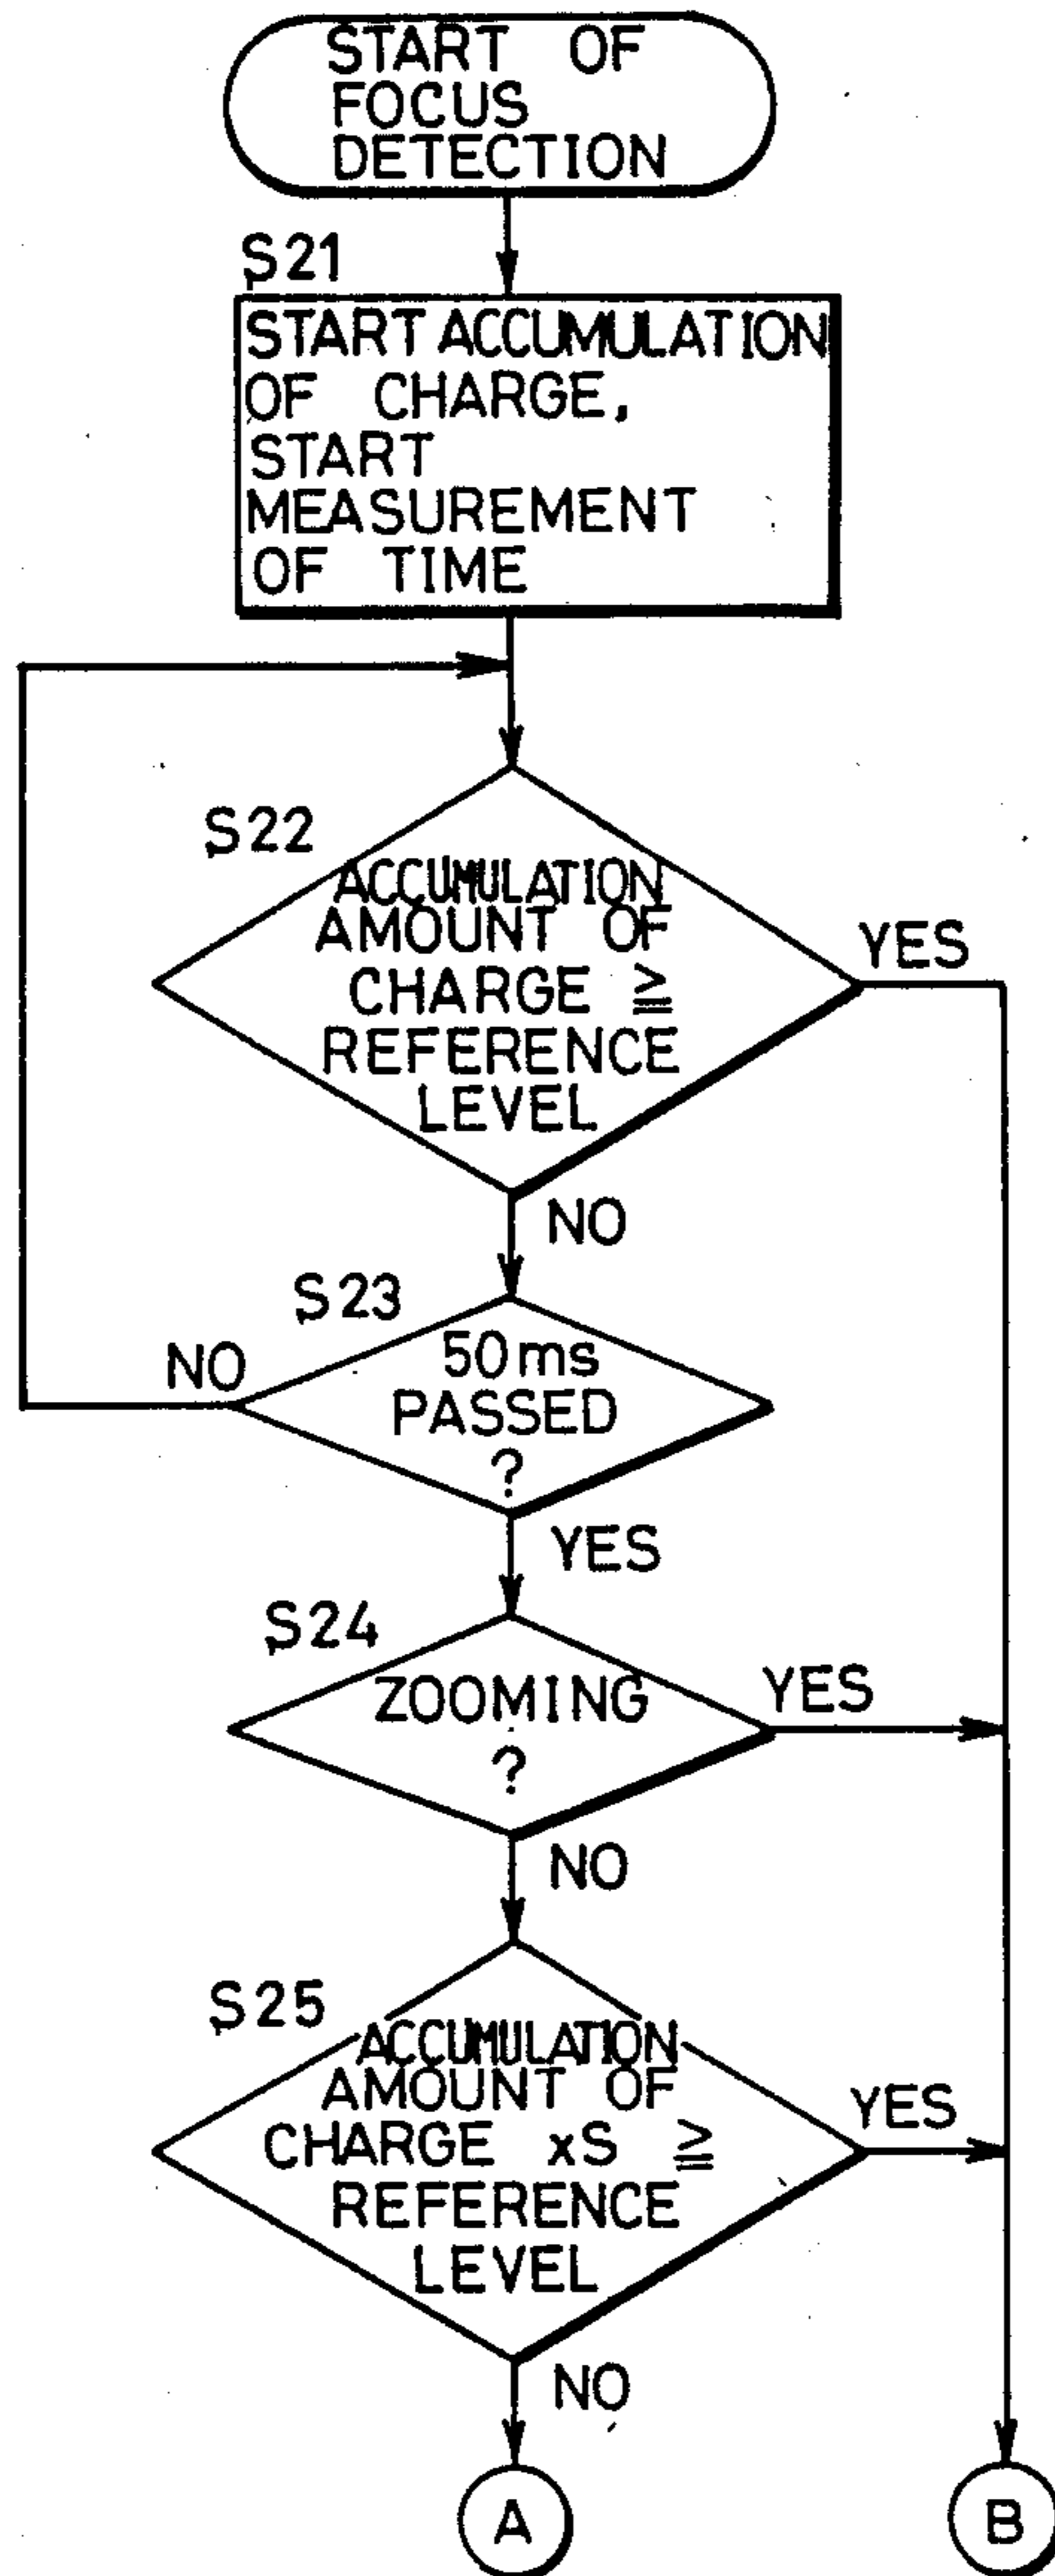 START OF
FOCUS
DETECTION
S21
START ACCUMULATION
OF CHARGE,
START
MEASUREMENT
OF TIME
S22
ACCUMULATION
AMOUNT OF
CHARGE ≧
REFERENCE
LEVEL
YES
NO
S23
50ms
PASSED
?
NO
YES
S24
ZOOMING
?
YES
NO
S25
ACCUMULATION
AMOUNT OF
CHARGE xS ≧
REFERENCE
LEVEL
YES
NO
A
B